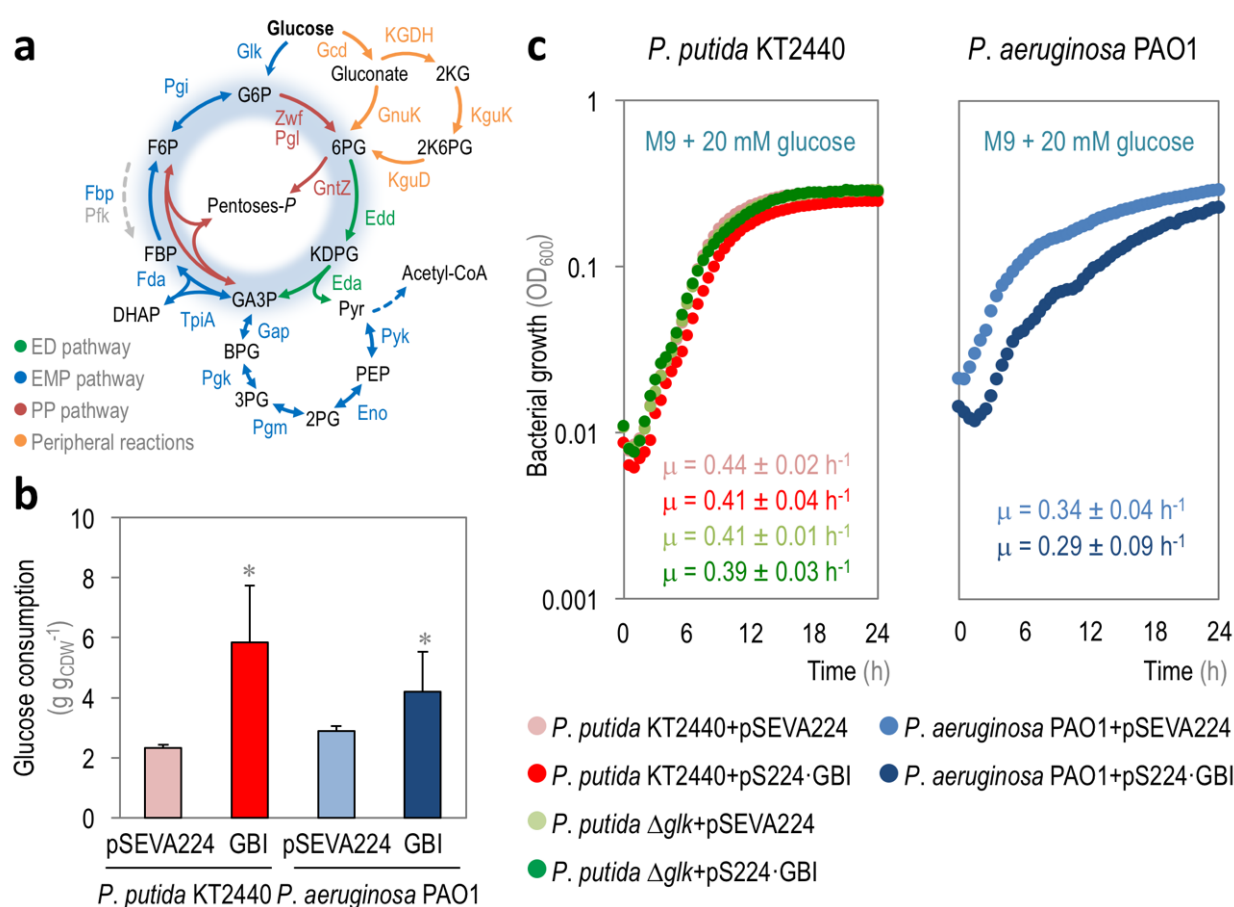 a
Glucose
Glk
Gcd
KGDH
Gluconate
2KG
Pgi
G6P
Zwf
Pgl
GnuK
KguK
F6P
6PG
2K6PG
KguD
Fbp
Pfk
Pentoses-P
GntZ
Edd
FBP
KDPG
Fda
Eda
Acetyl-CoA
DHAP
GA3P
Pyr
TpiA
Gap
BPG
Pyk
Pgk
PEP
3PG
Pgm
2PG
Eno
ED pathway
EMP pathway
PP pathway
Peripheral reactions
b
Glucose consumption
(g gCDW-1)
10
8
6
4
2
0
*
*
pSEVA224 GBI pSEVA224 GBI
P. putida KT2440 P. aeruginosa PAO1
c
P. putida KT2440
P. aeruginosa PAO1
Bacterial growth (OD600)
1
0.1
0.01
0.001
M9 + 20 mM glucose
μ = 0.44 ± 0.02 h-1
μ = 0.41 ± 0.04 h-1
μ = 0.41 ± 0.01 h-1
μ = 0.39 ± 0.03 h-1
0 6 12 18 24
Time (h)
M9 + 20 mM glucose
μ = 0.34 ± 0.04 h-1
μ = 0.29 ± 0.09 h-1
0 6 12 18 24
Time (h)
P. putida KT2440+pSEVA224
P. putida KT2440+pS224·GBI
P. putida Δglk+pSEVA224
P. putida Δglk+pS224·GBI
P. aeruginosa PAO1+pSEVA224
P. aeruginosa PAO1+pS224·GBI